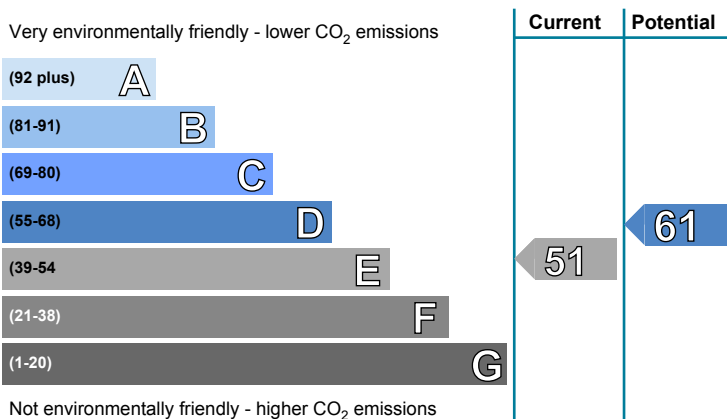 Very environmentally friendly - lower CO2 emissions
Current
Potential
(92 plus) A
(81-91) B
(69-80) C
(55-68) D
61
(39-54 E
51
(21-38) F
(1-20) G
Not environmentally friendly - higher CO2 emissions